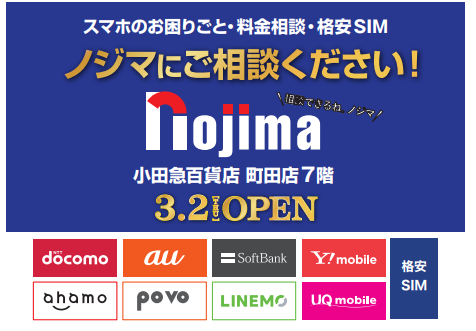 スマホのお困りごと・料金相談・格安SIM
ノジマにご相談ください！
相談できるね、ノジマ
nojima
小田急百貨店 町田店7階
3.2 OPEN
döcomo
au
SoftBank
Y!mobile
格安
SIM
ahamo
povo
LINEMO
UQ mobile